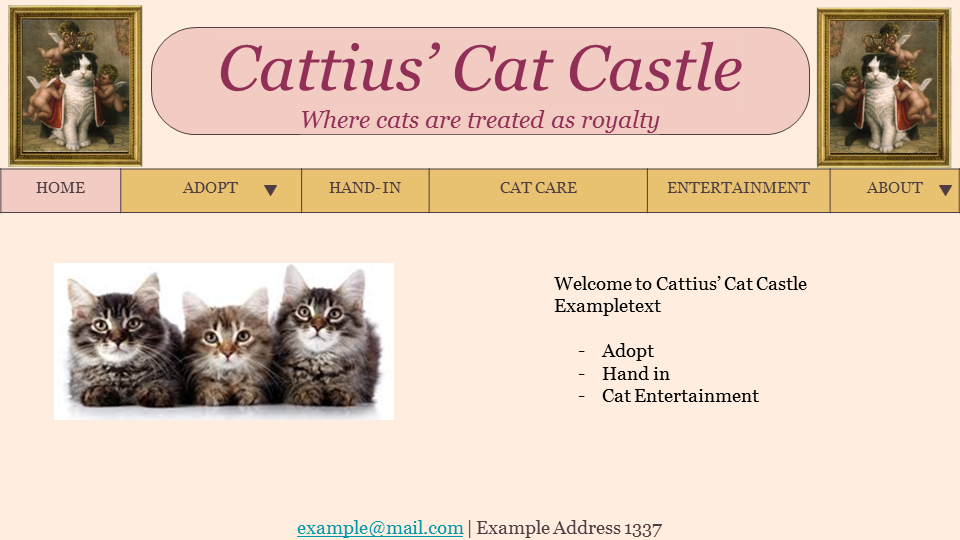 Cattius’ Cat Castle
Where cats are treated as royalty
HOME ADOPT HAND-IN CAT CARE ENTERTAINMENT ABOUT
Welcome to Cattius’ Cat Castle
Exampletext
- Adopt
- Hand in
- Cat Entertainment
example@mail.com | Example Address 1337